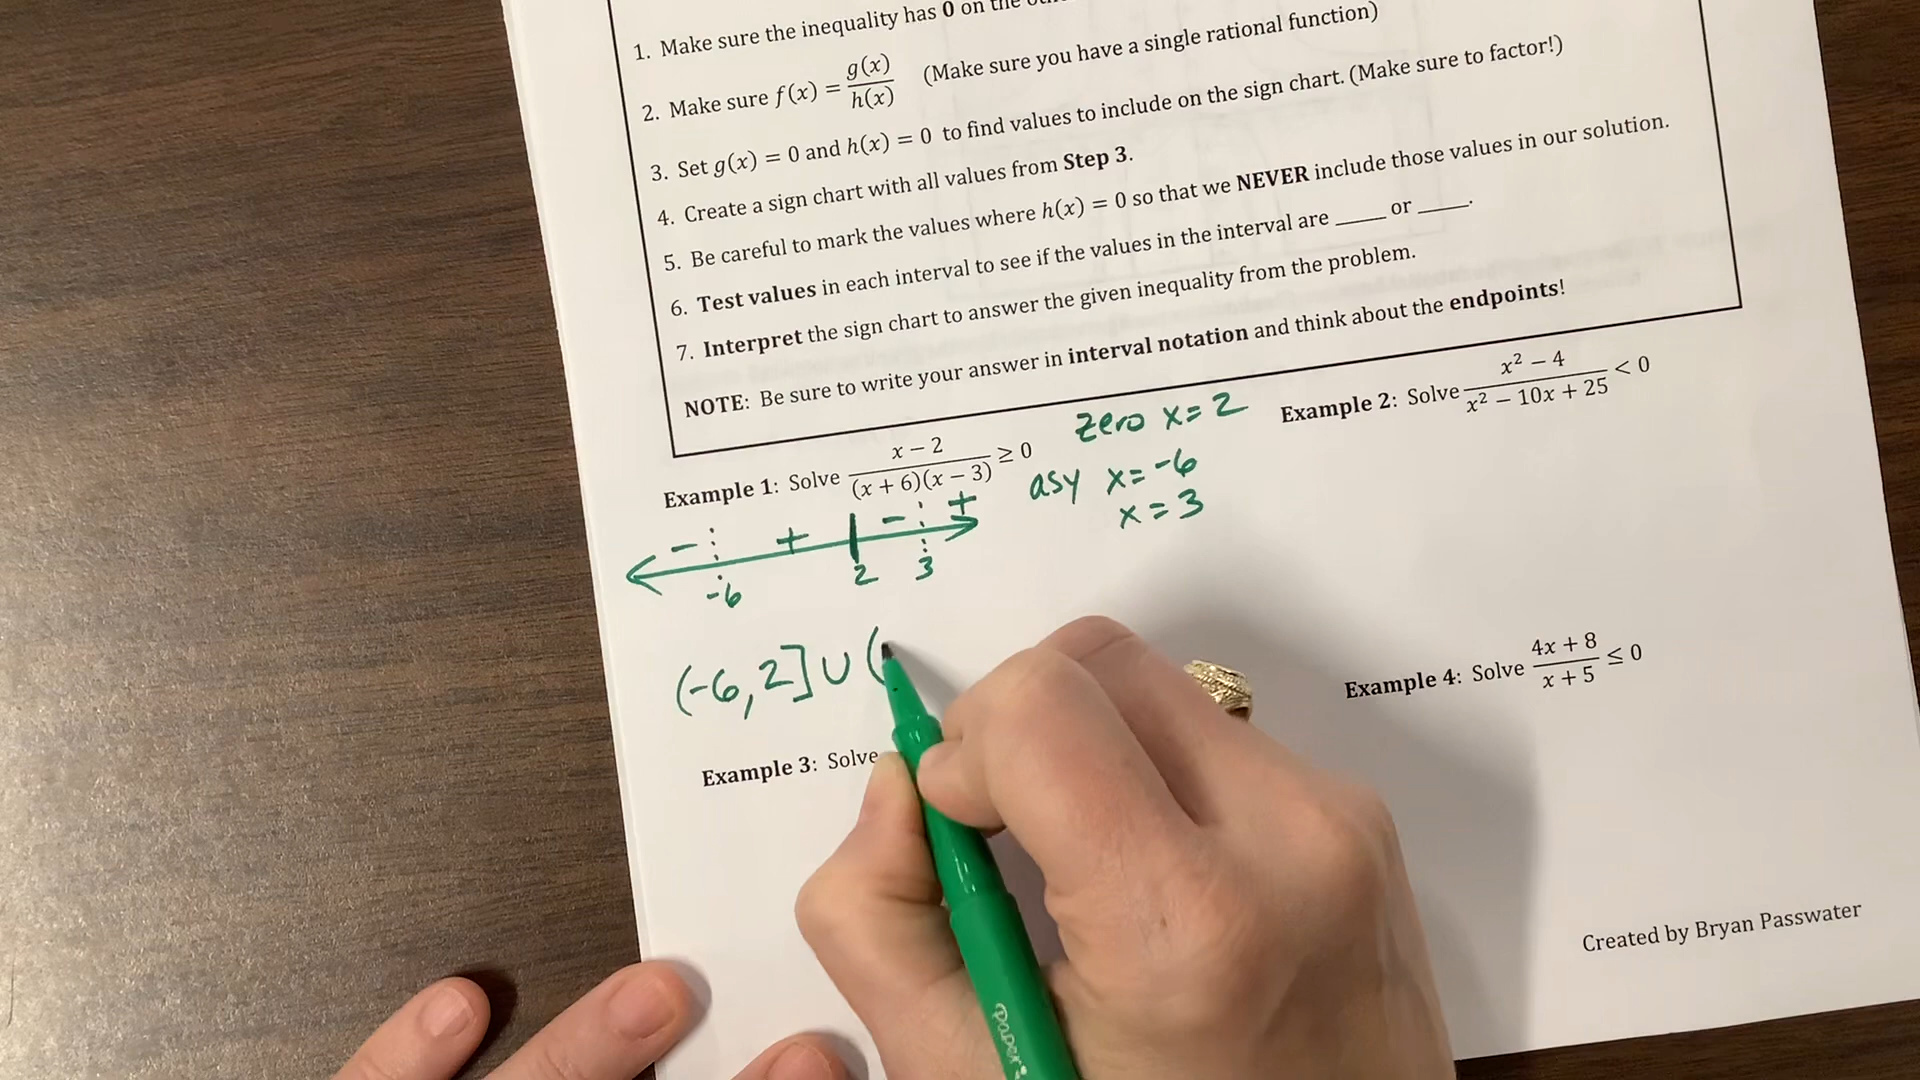 1. Make sure the inequality has 0 on the
2. Make sure f(x) = g(x)/h(x) (Make sure you have a single rational function)
3. Set g(x) = 0 and h(x) = 0 to find values to include on the sign chart. (Make sure to factor!)
4. Create a sign chart with all values from Step 3.
5. Be careful to mark the values where h(x) = 0 so that we NEVER include those values in our solution.
6. Test values in each interval to see if the values in the interval are _____ or _____.
7. Interpret the sign chart to answer the given inequality from the problem.
NOTE: Be sure to write your answer in interval notation and think about the endpoints!
Example 1: Solve (x − 2)/((x + 6)(x − 3)) ≥ 0
zero x = 2
asy x = -6
x = 3
− + − +
-6 2 3
(-6, 2] ∪ (
Example 2: Solve (x² − 4)/(x² − 10x + 25) < 0
Example 3: Solve
Example 4: Solve (4x + 8)/(x + 5) ≤ 0
Created by Bryan Passwater
Paper